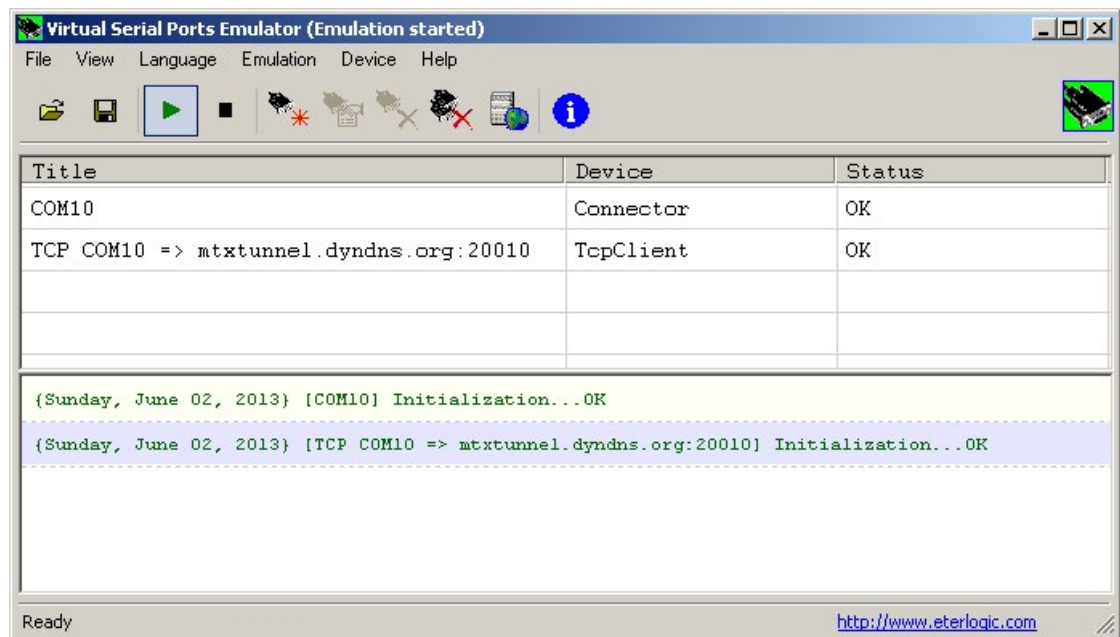 Virtual Serial Ports Emulator (Emulation started)
File View Language Emulation Device Help
Title Device Status
COM10 Connector OK
TCP COM10 => mtxtunnel.dyndns.org:20010 TcpClient OK
{Sunday, June 02, 2013} [COM10] Initialization...OK
{Sunday, June 02, 2013} [TCP COM10 => mtxtunnel.dyndns.org:20010] Initialization...OK
Ready http://www.eterlogic.com